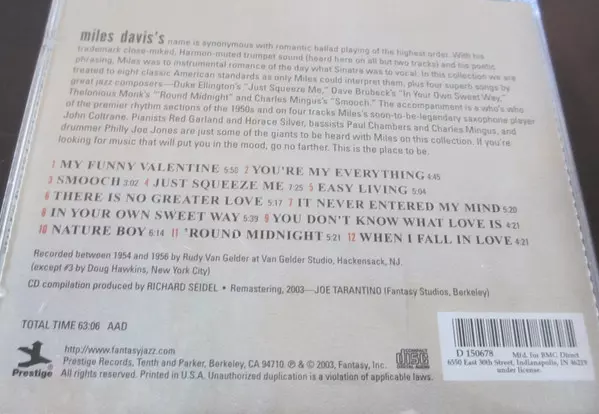 miles davis's name is synonymous with romantic ballad playing of the highest order. With his
trademark close-miked, Harmon-muted trumpet sound (heard here on all but two tracks) and his poetic
phrasing, Miles was to instrumental romance of the day what Sinatra was to vocal. In this collection we are
treated to eight classic American standards as only Miles could interpret them, plus four superb songs by
great jazz composers—Duke Ellington's "Just Squeeze Me," Dave Brubeck's "In Your Own Sweet Way,"
Thelonious Monk's "'Round Midnight" and Charles Mingus's "Smooch." The accompaniment is a who's who
of the premier rhythm sections of the 1950s and on four tracks Miles's soon-to-be-legendary saxophone player
John Coltrane. Pianists Red Garland and Horace Silver, bassists Paul Chambers and Charles Mingus, and
drummer Philly Joe Jones are just some of the giants to be heard with Miles on this collection. If you're
looking for music that will put you in the mood, go no farther. This is the place to be.
1 MY FUNNY VALENTINE 5:58 2 YOU'RE MY EVERYTHING 4:45
3 SMOOCH 3:02 4 JUST SQUEEZE ME 7:25 5 EASY LIVING 5:04
6 THERE IS NO GREATER LOVE 5:17 7 IT NEVER ENTERED MY MIND 5:20
8 IN YOUR OWN SWEET WAY 5:39 9 YOU DON'T KNOW WHAT LOVE IS 4:21
10 NATURE BOY 6:14 11 'ROUND MIDNIGHT 5:21 12 WHEN I FALL IN LOVE 4:21
Recorded between 1954 and 1956 by Rudy Van Gelder at Van Gelder Studio, Hackensack, NJ.
(except #3 by Doug Hawkins, New York City)
CD compilation produced by RICHARD SEIDEL • Remastering, 2003—JOE TARANTINO (Fantasy Studios, Berkeley)
TOTAL TIME 63:06 AAD
http://www.fantasyjazz.com
Prestige Records, Tenth and Parker, Berkeley, CA 94710 ℗ & © 2003, Fantasy, Inc.
All rights reserved. Printed in U.S.A. Unauthorized duplication is a violation of applicable laws.
Prestige
COMPACT
disc
DIGITAL AUDIO
D 150678 Mfd. for BMG Direct
6550 East 30th Street, Indianapolis, IN 46219
under license.